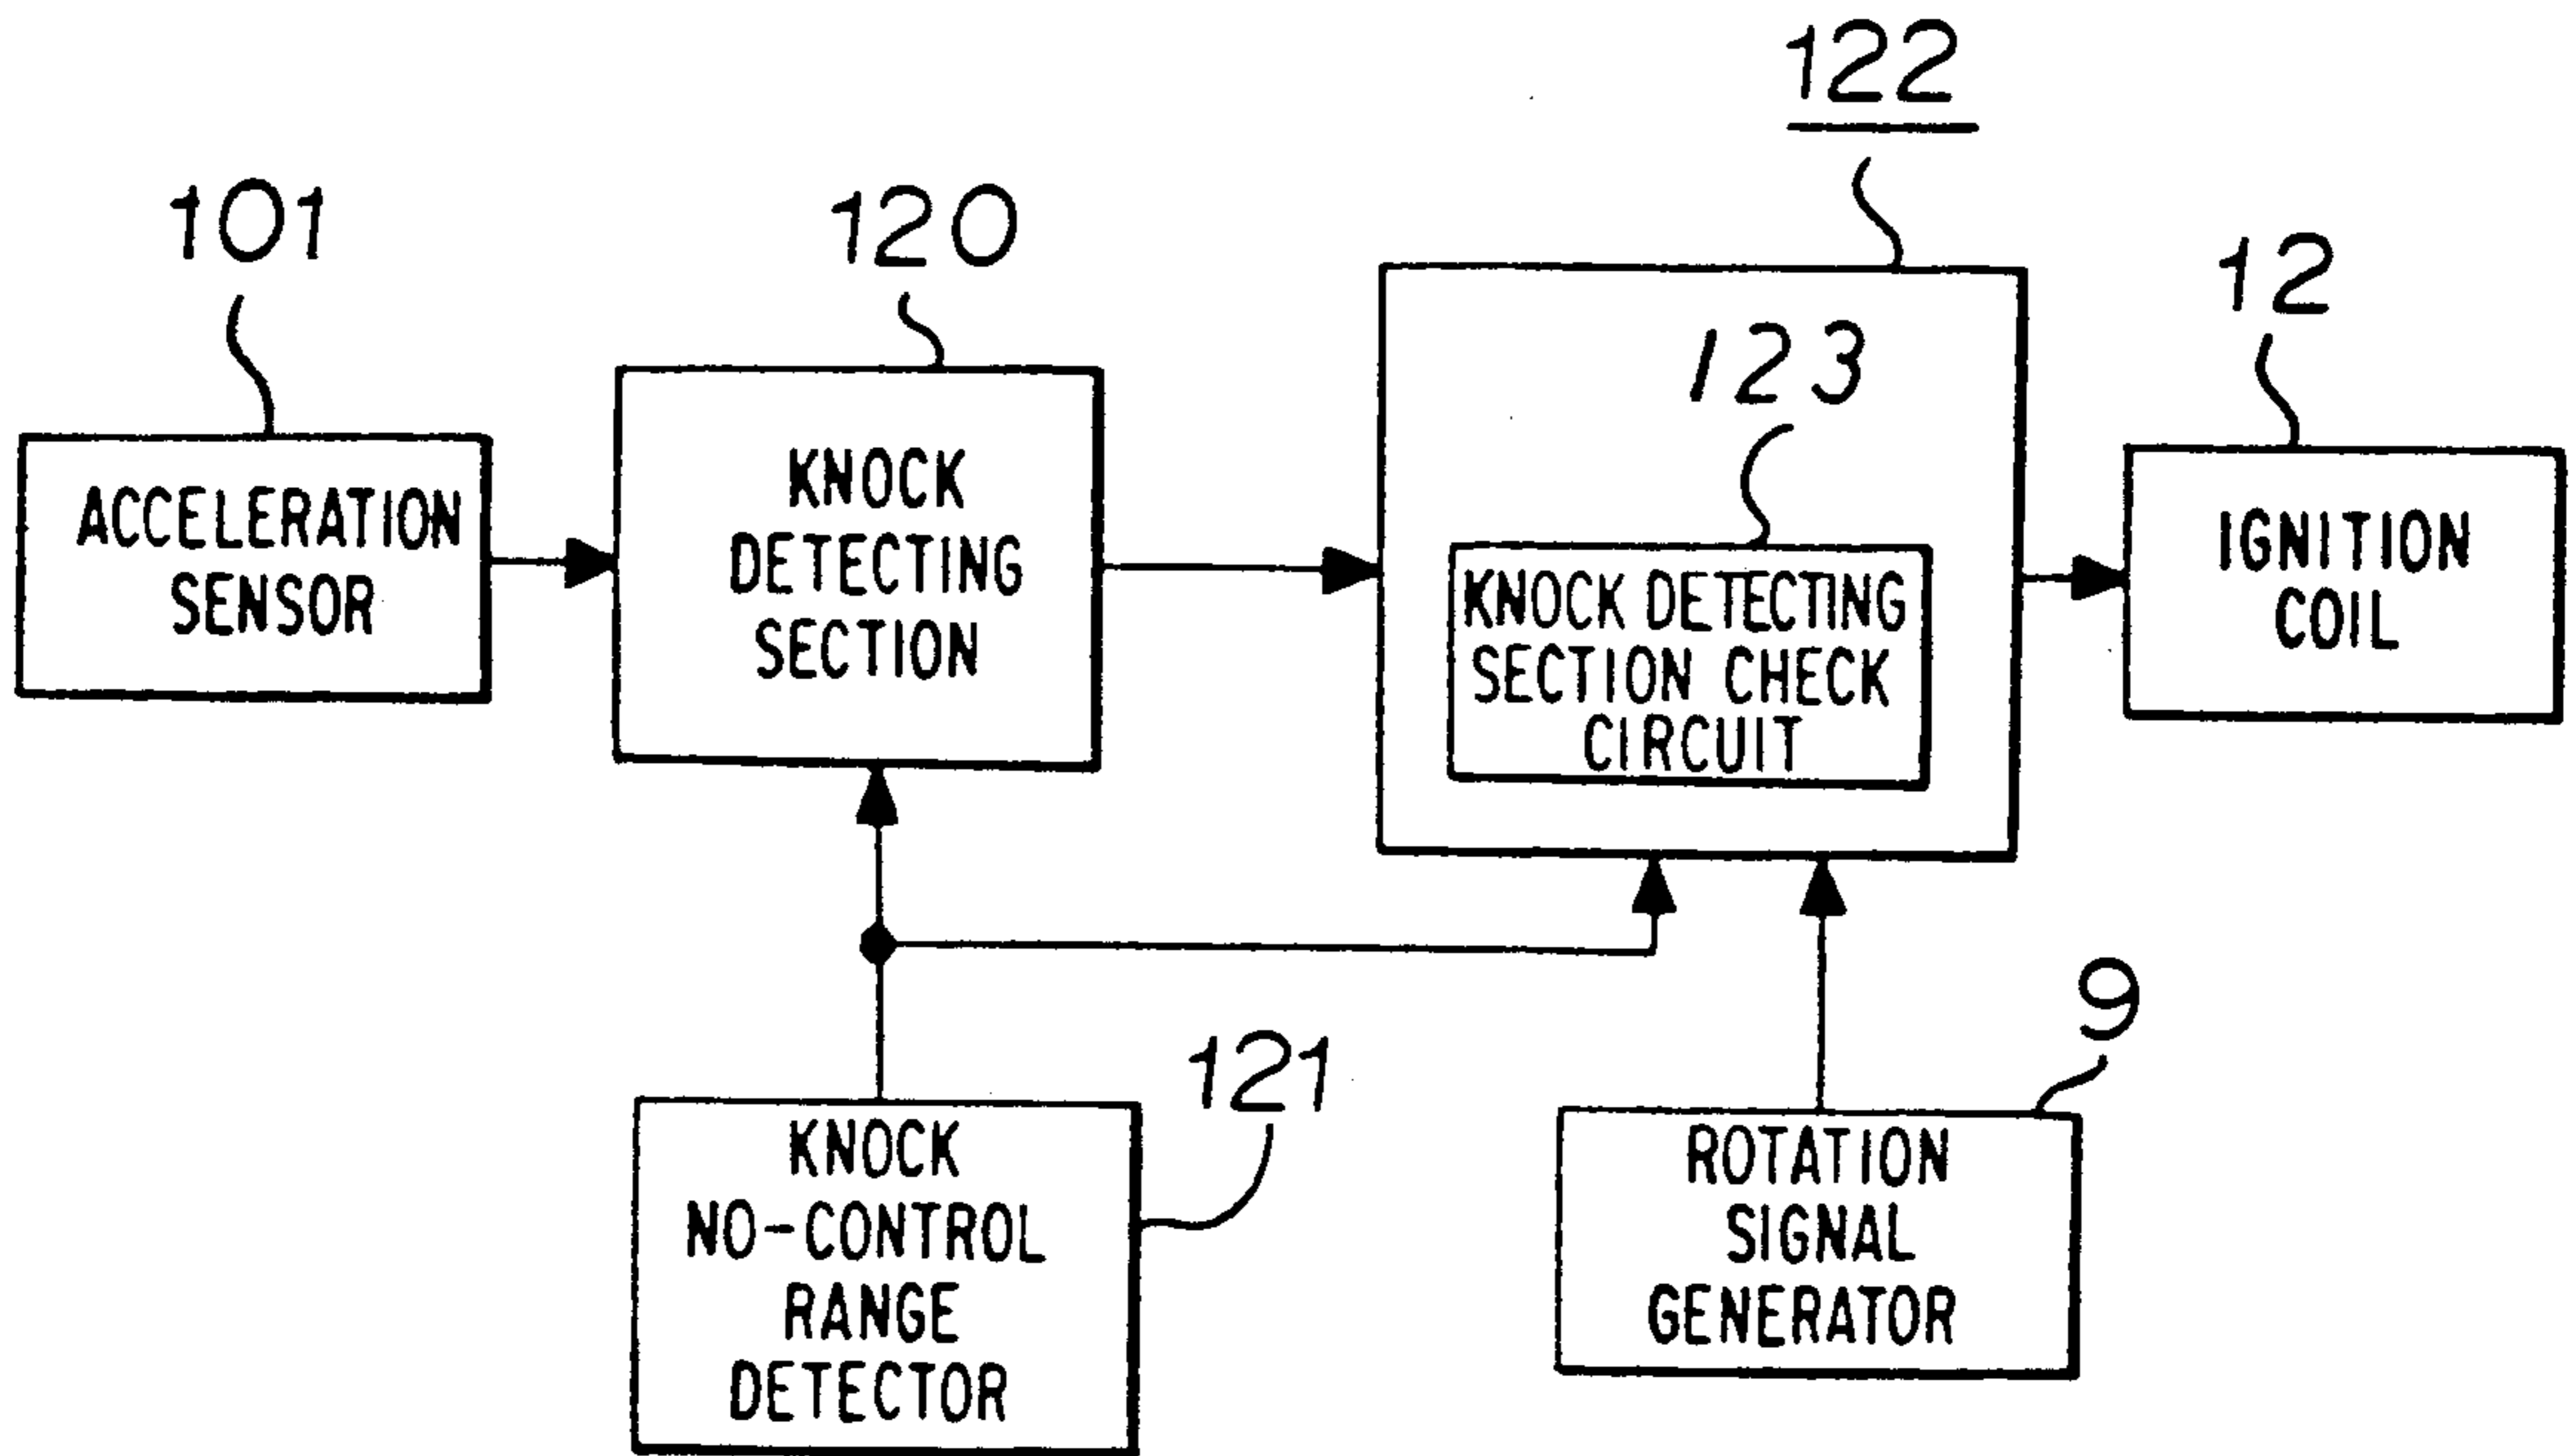 122
101
120
12
123
ACCELERATION
SENSOR
KNOCK
DETECTING
SECTION
KNOCK DETECTING
SECTION CHECK
CIRCUIT
IGNITION
COIL
121
9
KNOCK
NO-CONTROL
RANGE
DETECTOR
ROTATION
SIGNAL
GENERATOR